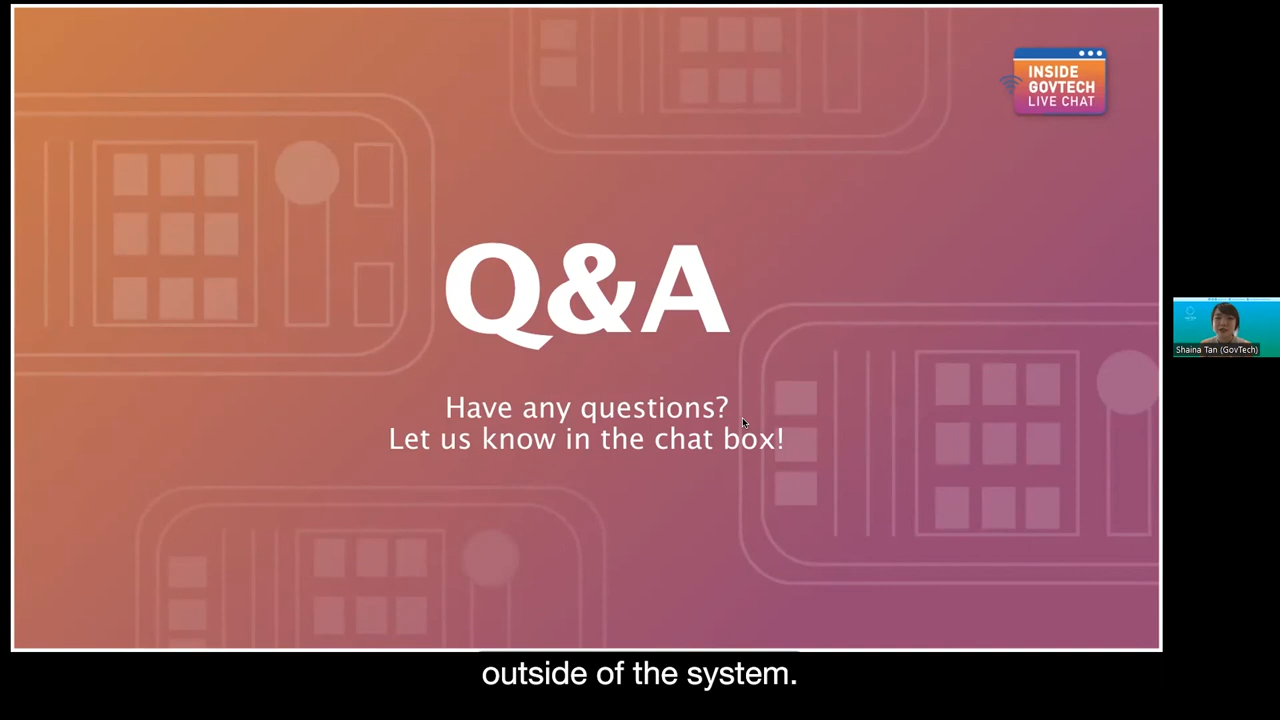 INSIDE
GOVTECH
LIVE CHAT
Q&A
Have any questions?
Let us know in the chat box!
Shaina Tan (GovTech)
outside of the system.